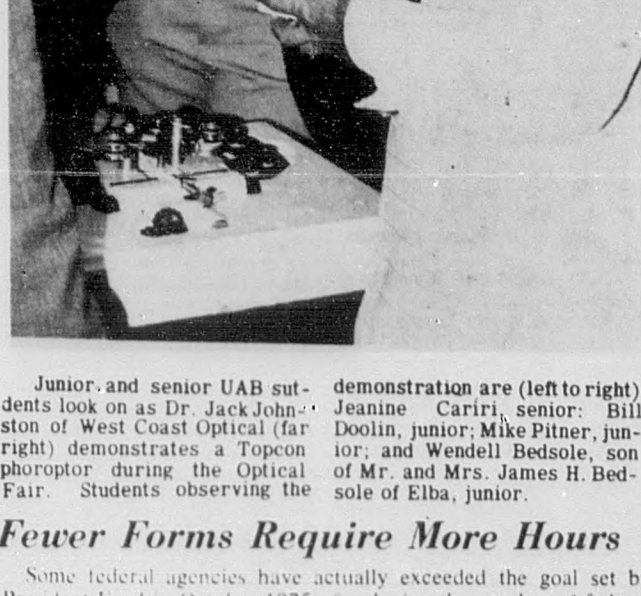 Junior. and senior UAB sut-
dents look on as Dr. Jack John-
ston of West Coast Optical (far
right) demonstrates a Topcon
phoroptor during the Optical
Fair. Students observing the
demonstration are (left to right)
Jeanine Cariri, senior: Bill
Doolin, junior; Mike Pitner, jun-
ior; and Wendell Bedsole, son
of Mr. and Mrs. James H. Bed-
sole of Elba, junior.
Fewer Forms Require More Hours
Some federal agencies have actually exceeded the goal set b